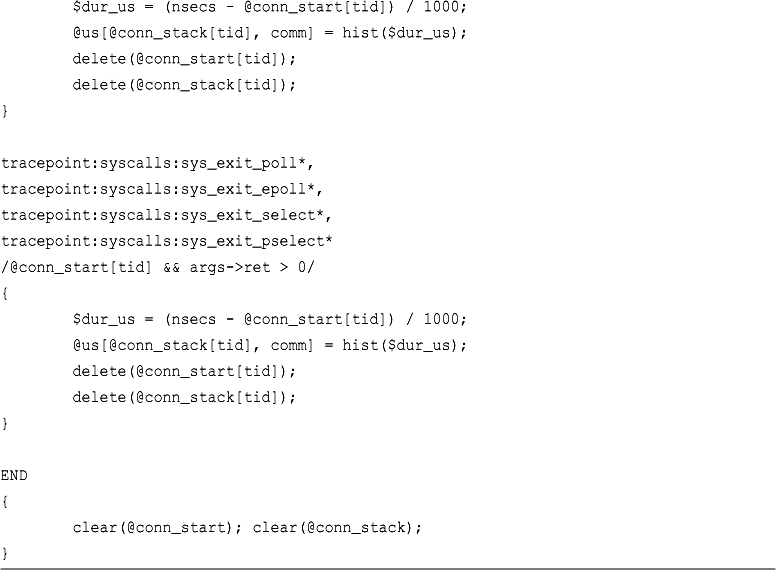 $dur_us = (nsecs - @conn_start[tid]) / 1000;
@us[@conn_stack[tid], comm] = hist($dur_us);
delete(@conn_start[tid]);
delete(@conn_stack[tid]);
}
tracepoint:syscalls:sys_exit_poll*,
tracepoint:syscalls:sys_exit_epoll*,
tracepoint:syscalls:sys_exit_select*,
tracepoint:syscalls:sys_exit_pselect*
/@conn_start[tid] && args->ret > 0/
{
$dur_us = (nsecs - @conn_start[tid]) / 1000;
@us[@conn_stack[tid], comm] = hist($dur_us);
delete(@conn_start[tid]);
delete(@conn_stack[tid]);
}
END
{
clear(@conn_start); clear(@conn_stack);
}